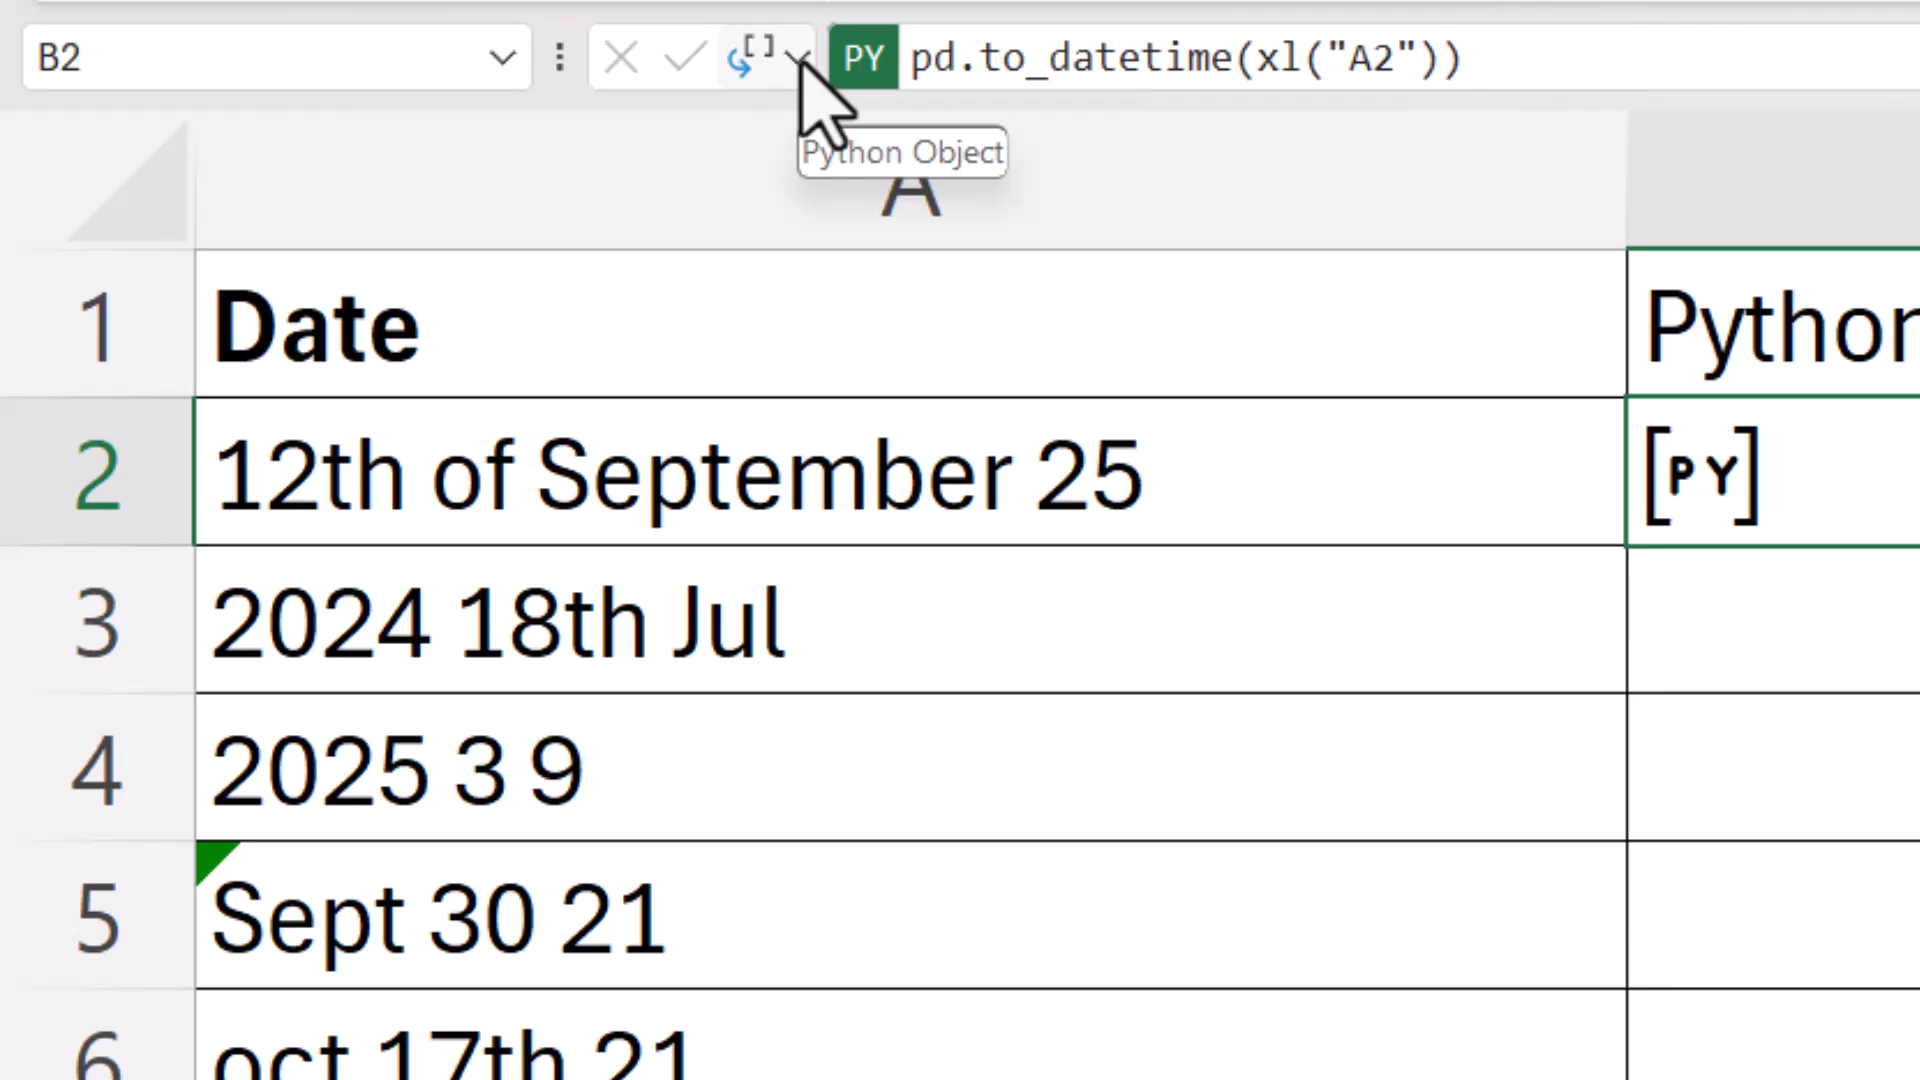 B2 PY pd.to_datetime(xl("A2"))
Python Object
A
1 Date Python
2 12th of September 25 [PY]
3 2024 18th Jul
4 2025 3 9
5 Sept 30 21
6 oct 17th 21